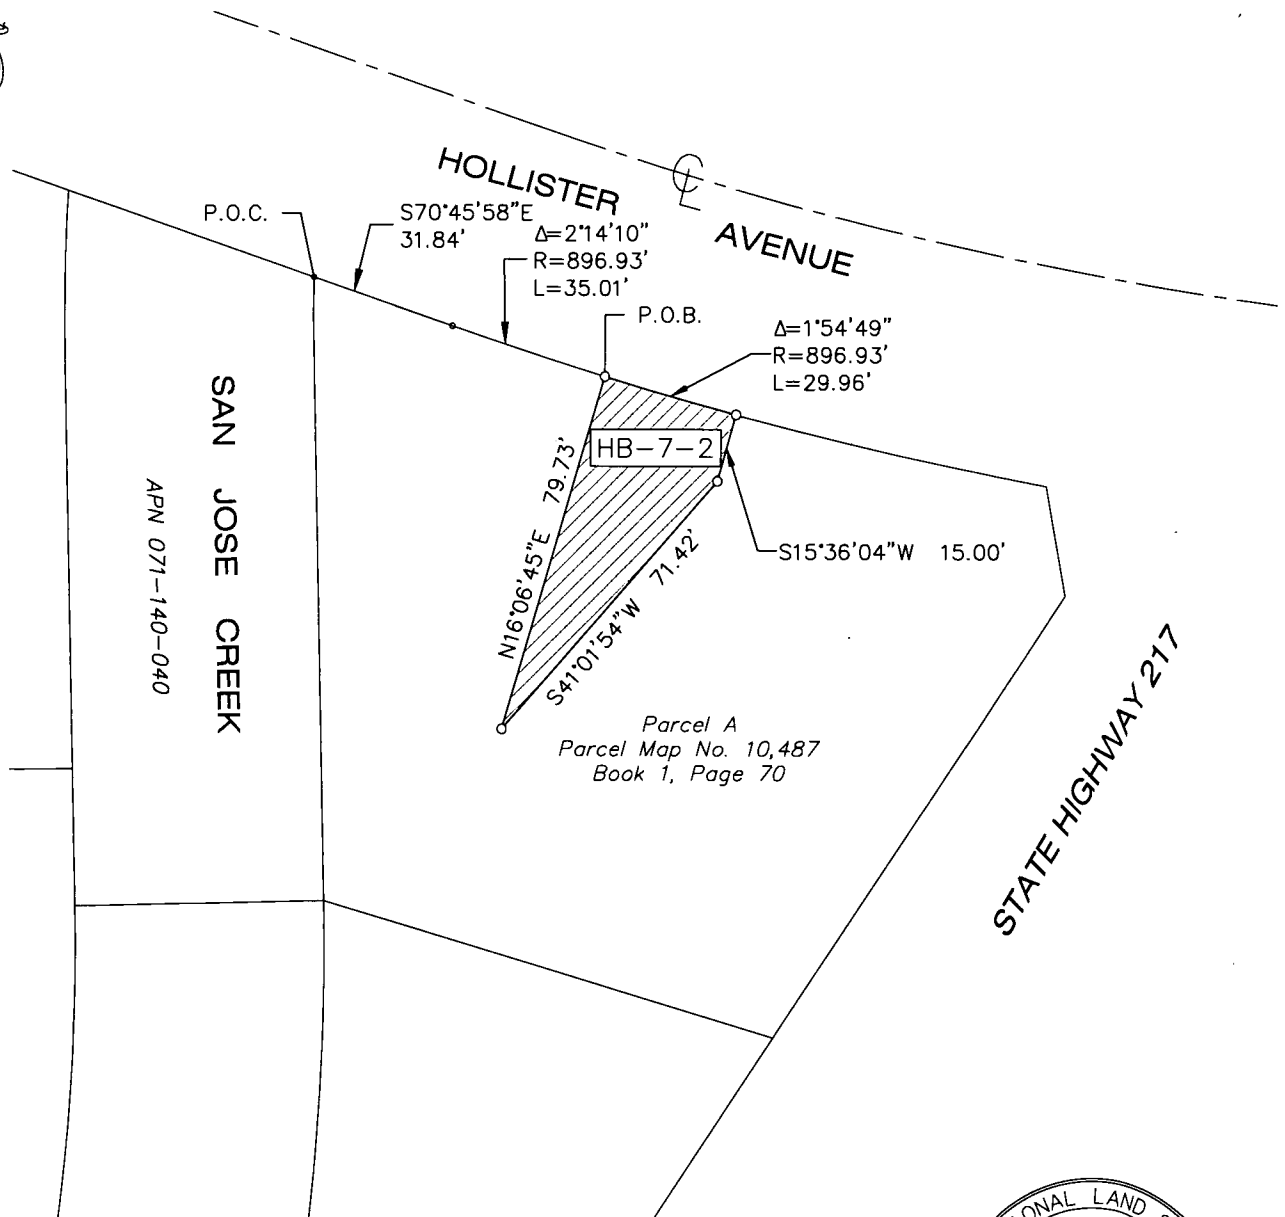 HOLLISTER
AVENUE
P.O.C.
S70°45'58"E
31.84'
Δ=2°14'10"
R=896.93'
L=35.01'
P.O.B.
Δ=1°54'49"
R=896.93'
L=29.96'
HB-7-2
N16°06'45"E 79.73'
S41°01'54"W 71.42'
S15°36'04"W 15.00'
SAN JOSE CREEK
APN 071-140-040
Parcel A
Parcel Map No. 10,487
Book 1, Page 70
STATE HIGHWAY 217
ONAL LAND